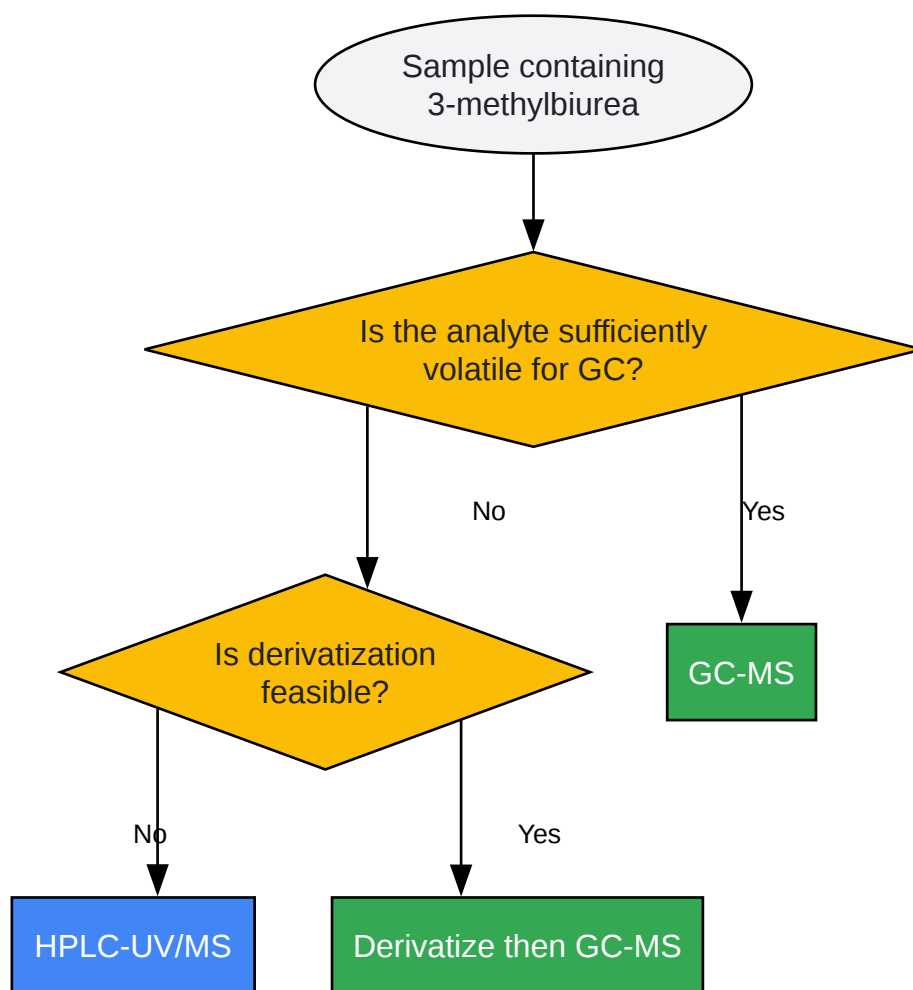 Sample containing
3-methylbiurea
Is the analyte sufficiently
volatile for GC?
No
Yes
Is derivatization
feasible?
GC-MS
No
Yes
HPLC-UV/MS
Derivatize then GC-MS